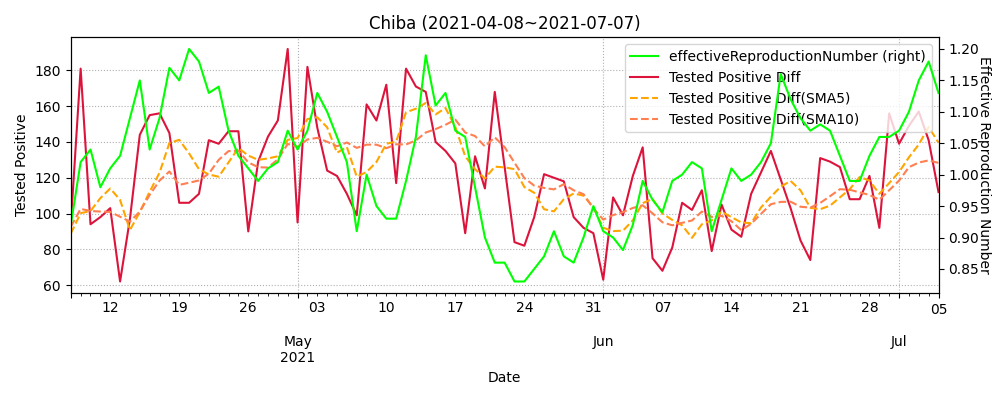 Chiba (2021-04-08~2021-07-07)
effectiveReproductionNumber (right)
Tested Positive Diff
Tested Positive Diff(SMA5)
Tested Positive Diff(SMA10)
Tested Positive
180
160
140
120
100
80
60
1.20
1.15
1.10
1.05
1.00
0.95
0.90
0.85
Effective Reproduction Number
12 19 26 03 10 17 24 31 07 14 21 28 05
May Jun Jul
2021
Date